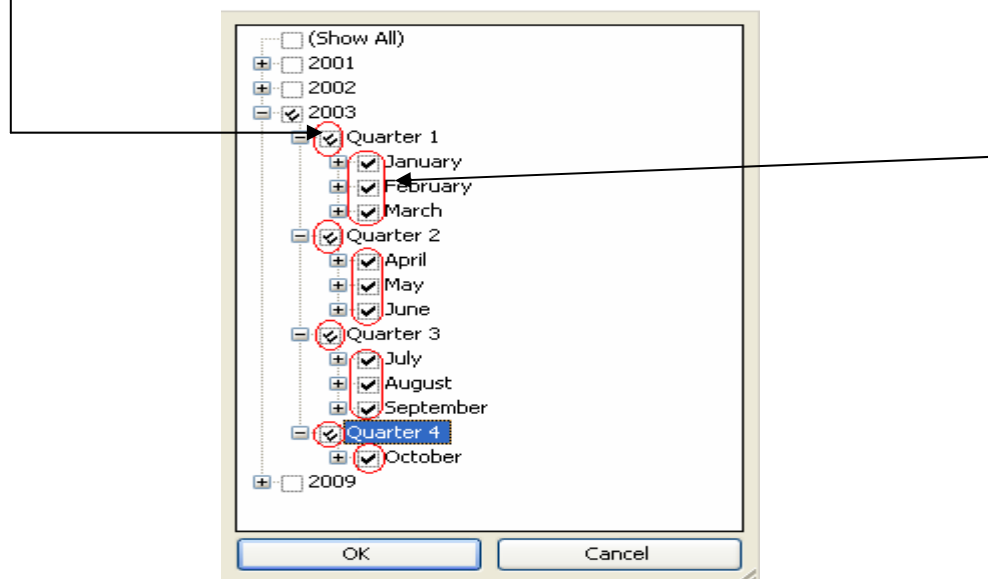 (Show All)
2001
2002
2003
Quarter 1
January
February
March
Quarter 2
April
May
June
Quarter 3
July
August
September
Quarter 4
October
2009
OK Cancel